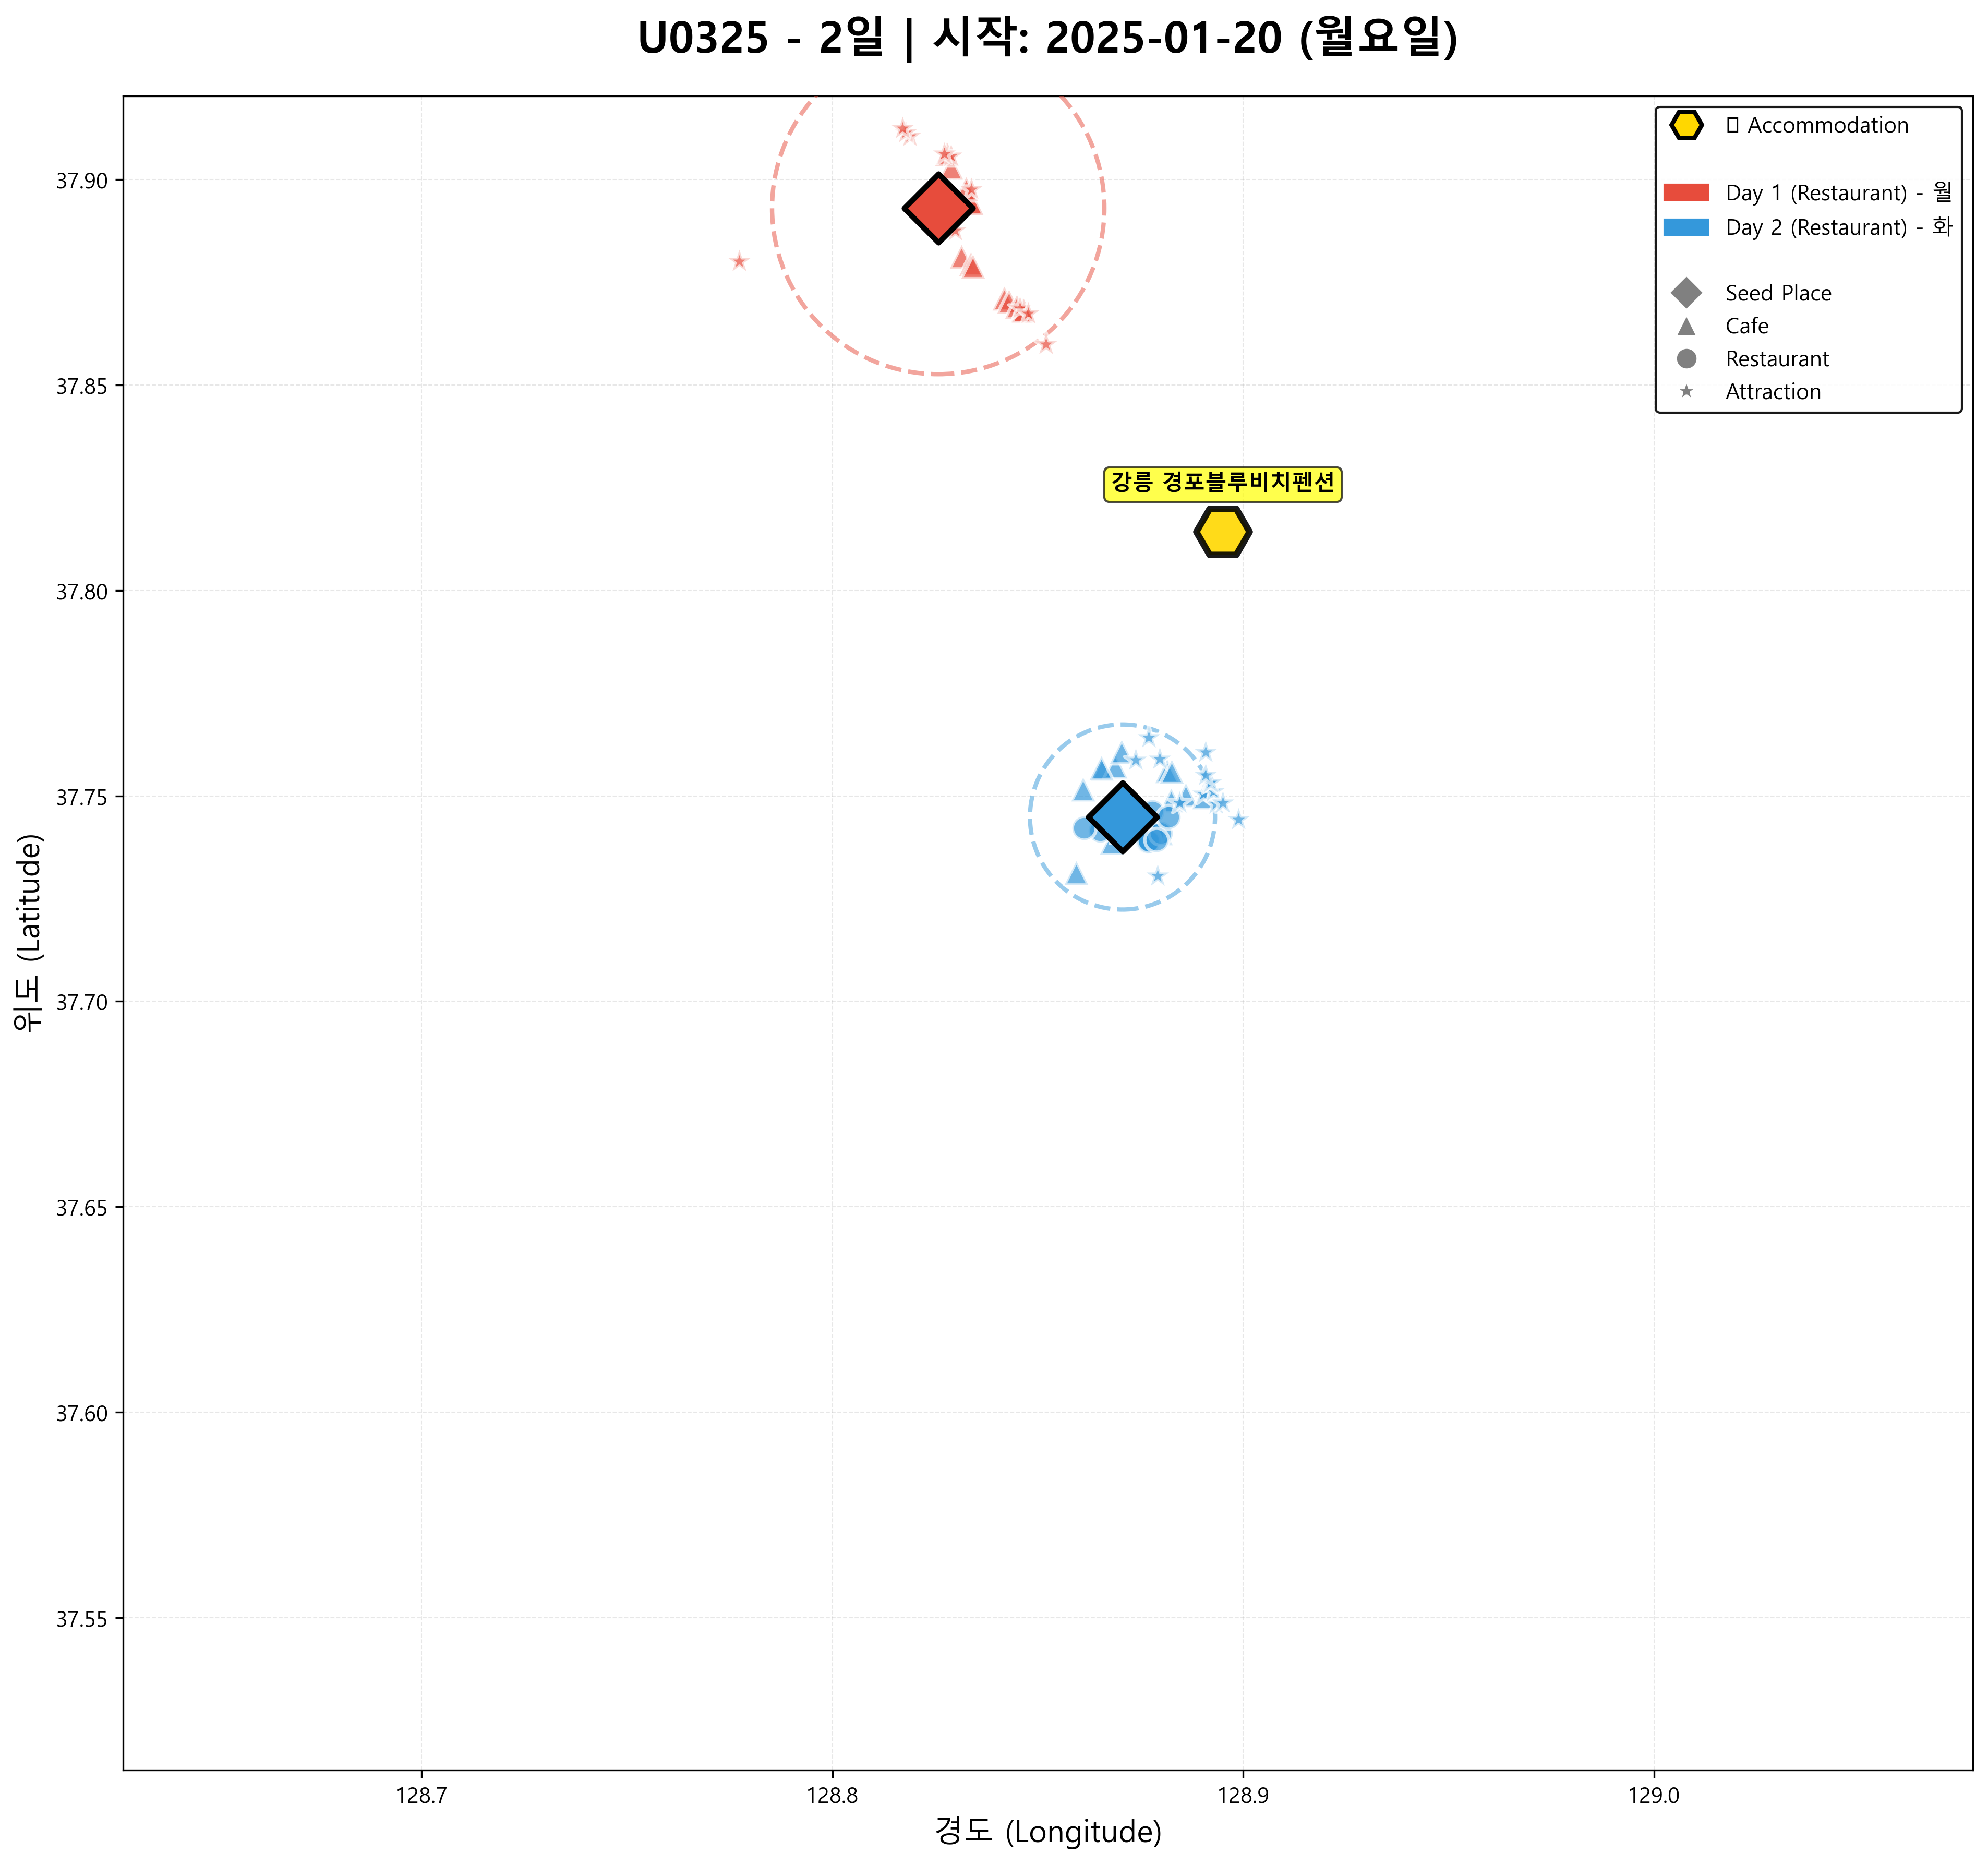 U0325 - 2일 | 시작: 2025-01-20 (월요일)
Accommodation
Day 1 (Restaurant) - 월
Day 2 (Restaurant) - 화
Seed Place
Cafe
Restaurant
Attraction
강릉 경포블루비치펜션
37.90
37.85
37.80
37.75
37.70
37.65
37.60
37.55
위도 (Latitude)
128.7
128.8
128.9
129.0
경도 (Longitude)